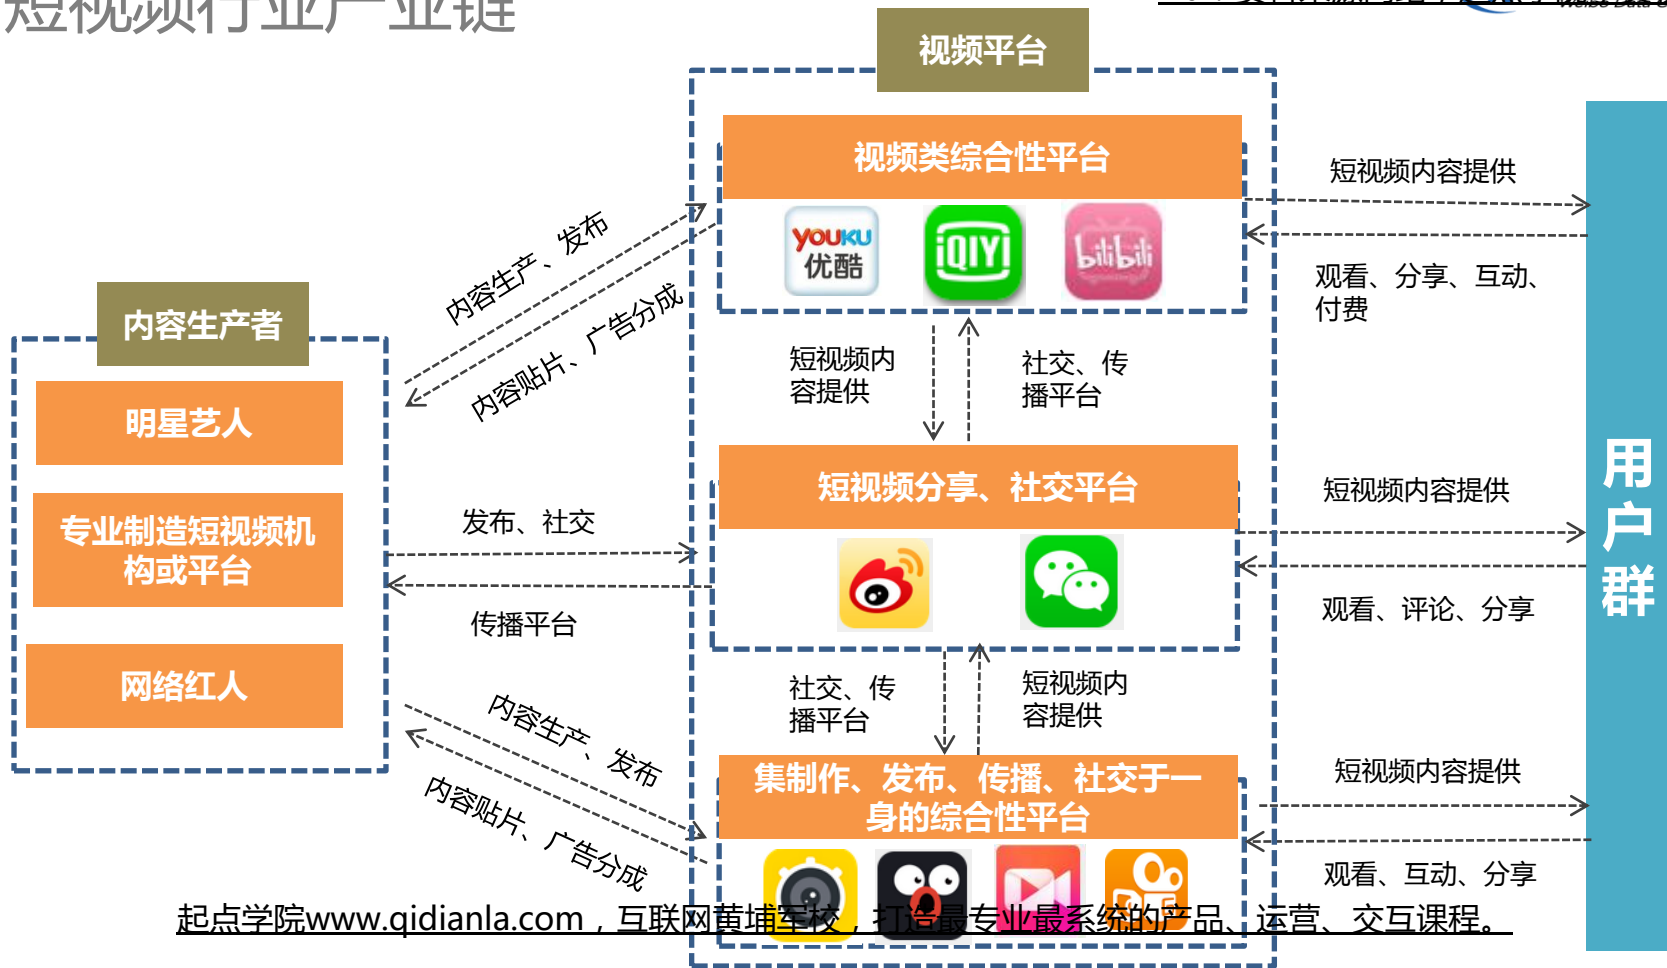 短视频行业产业链
视频平台
视频类综合性平台
YOUKU
优酷
iQIYI
bilibili
内容生产、发布
内容贴片、广告分成
短视频内容提供
观看、分享、互动、
付费
内容生产者
明星艺人
专业制造短视频机
构或平台
网络红人
短视频内
容提供
社交、传
播平台
短视频分享、社交平台
发布、社交
传播平台
短视频内容提供
观看、评论、分享
用户群
社交、传
播平台
短视频内
容提供
内容生产、发布
内容贴片、广告分成
集制作、发布、传播、社交于一
身的综合性平台
短视频内容提供
观看、互动、分享
起点学院www.qidianla.com，互联网黄埔军校，打造最专业最系统的产品、运营、交互课程。